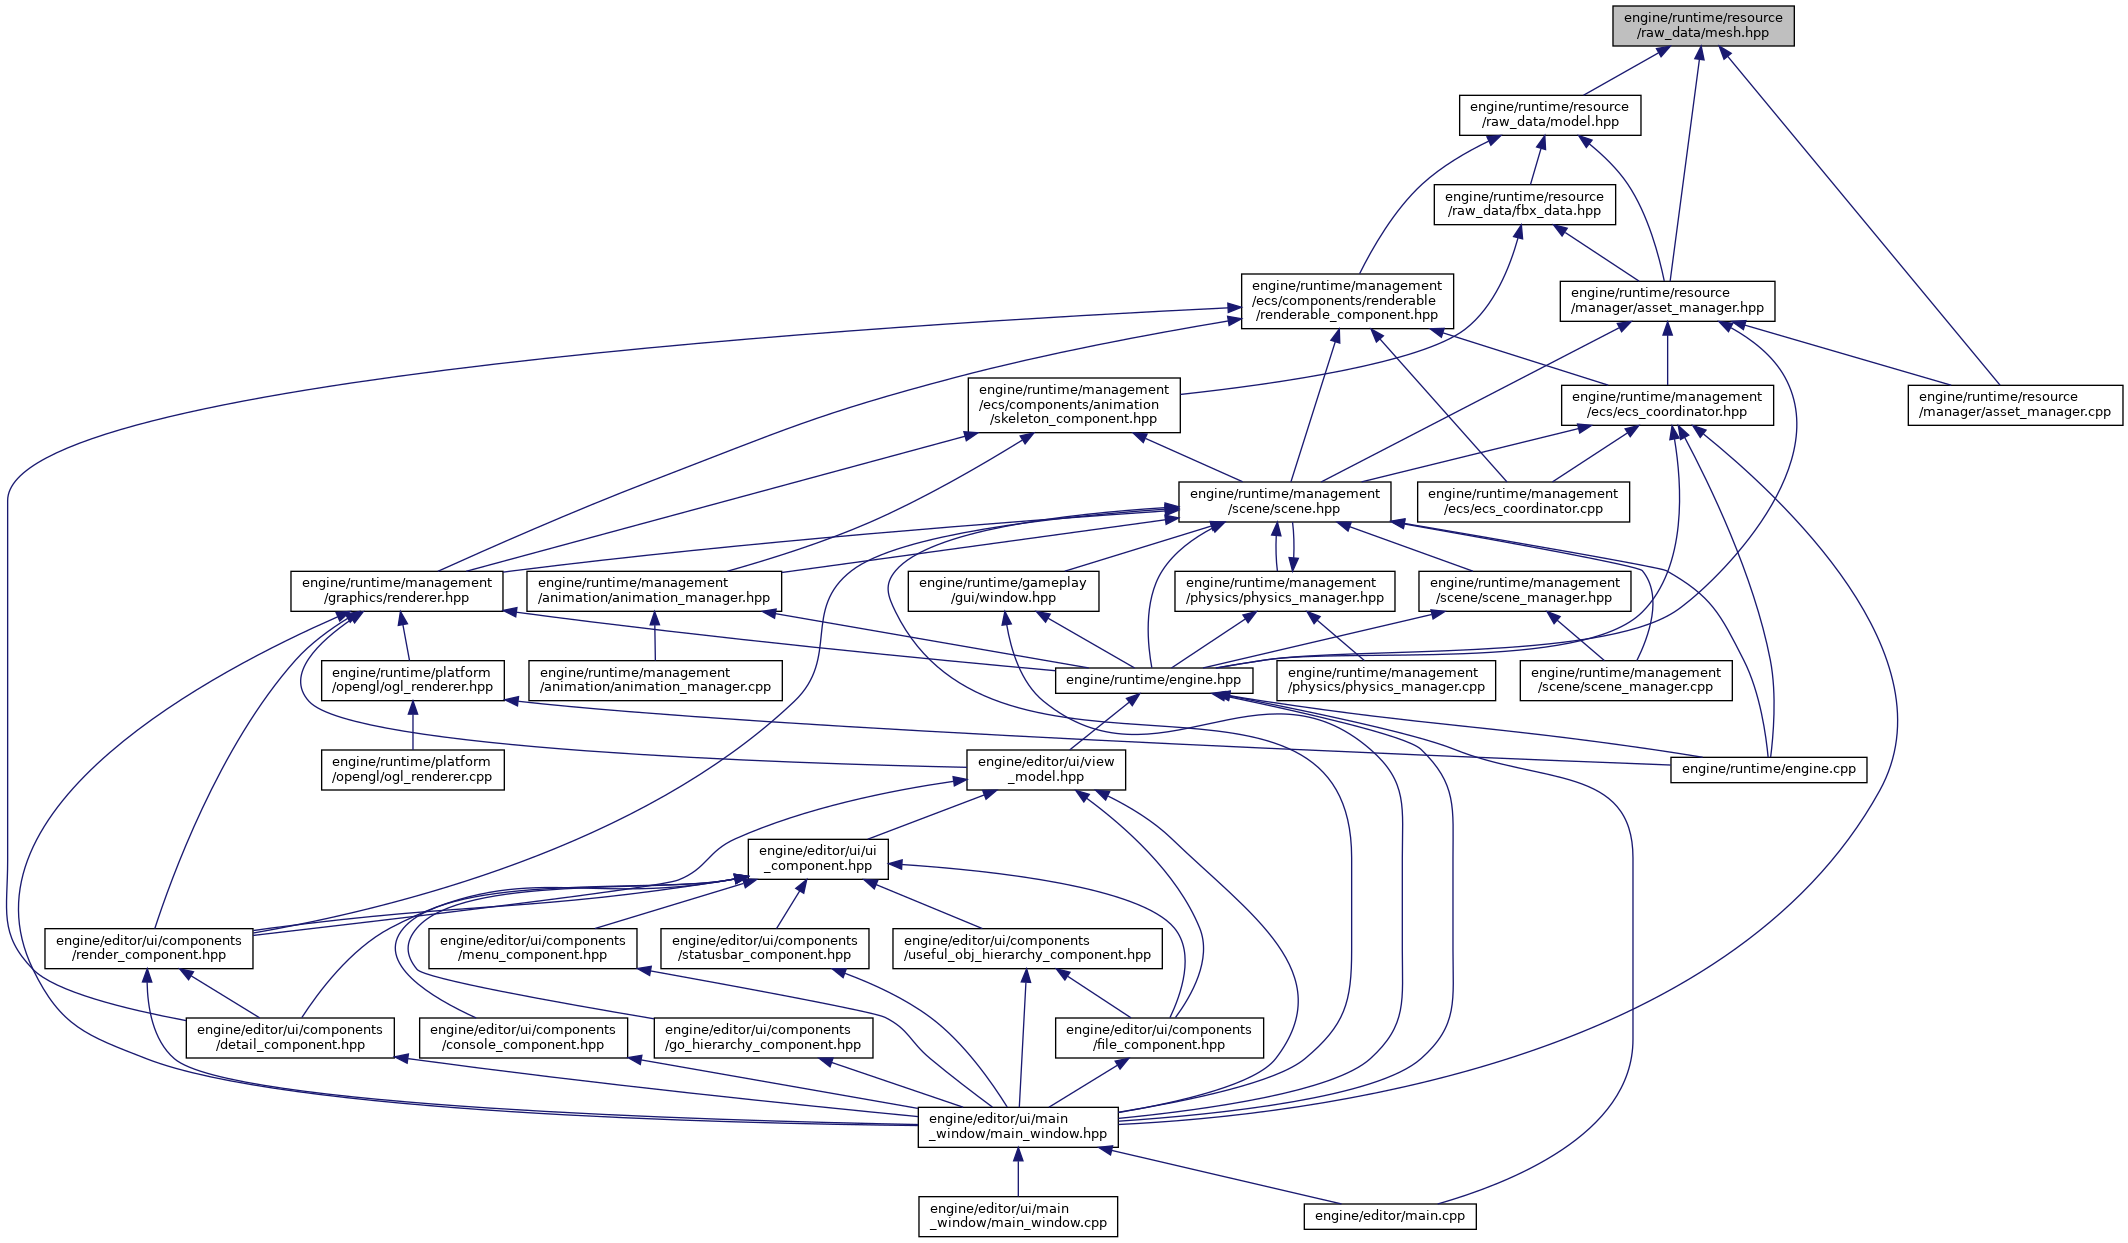 engine/runtime/resource
/raw_data/mesh.hpp
engine/runtime/resource
/raw_data/model.hpp
engine/runtime/resource
/raw_data/fbx_data.hpp
engine/runtime/management
/ecs/components/renderable
/renderable_component.hpp
engine/runtime/resource
/manager/asset_manager.hpp
engine/runtime/management
/ecs/components/animation
/skeleton_component.hpp
engine/runtime/management
/ecs/ecs_coordinator.hpp
engine/runtime/resource
/manager/asset_manager.cpp
engine/runtime/management
/scene/scene.hpp
engine/runtime/management
/ecs/ecs_coordinator.cpp
engine/runtime/management
/graphics/renderer.hpp
engine/runtime/management
/animation/animation_manager.hpp
engine/runtime/gameplay
/gui/window.hpp
engine/runtime/management
/physics/physics_manager.hpp
engine/runtime/management
/scene/scene_manager.hpp
engine/runtime/platform
/opengl/ogl_renderer.hpp
engine/runtime/management
/animation/animation_manager.cpp
engine/runtime/engine.hpp
engine/runtime/management
/physics/physics_manager.cpp
engine/runtime/management
/scene/scene_manager.cpp
engine/runtime/platform
/opengl/ogl_renderer.cpp
engine/editor/ui/view
_model.hpp
engine/runtime/engine.cpp
engine/editor/ui/ui
_component.hpp
engine/editor/ui/components
/render_component.hpp
engine/editor/ui/components
/menu_component.hpp
engine/editor/ui/components
/statusbar_component.hpp
engine/editor/ui/components
/useful_obj_hierarchy_component.hpp
engine/editor/ui/components
/detail_component.hpp
engine/editor/ui/components
/console_component.hpp
engine/editor/ui/components
/go_hierarchy_component.hpp
engine/editor/ui/components
/file_component.hpp
engine/editor/ui/main
_window/main_window.hpp
engine/editor/ui/main
_window/main_window.cpp
engine/editor/main.cpp